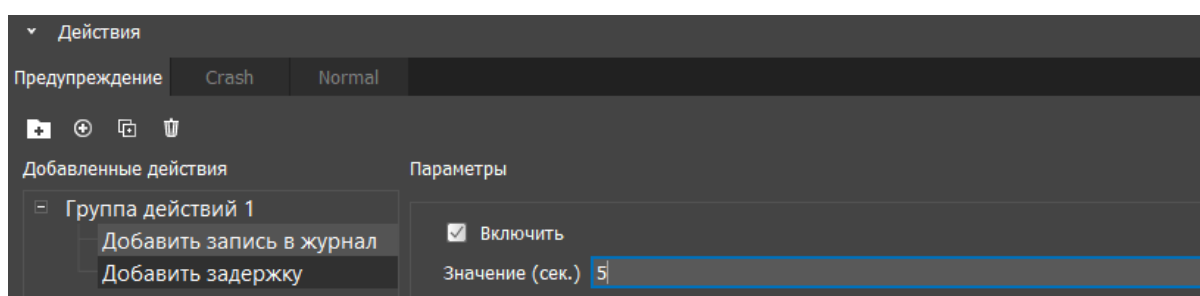 Действия
Предупреждение Crash Normal
Добавленные действия Параметры
Группа действий 1
Включить
Добавить запись в журнал
Добавить задержку Значение (сек.) 5